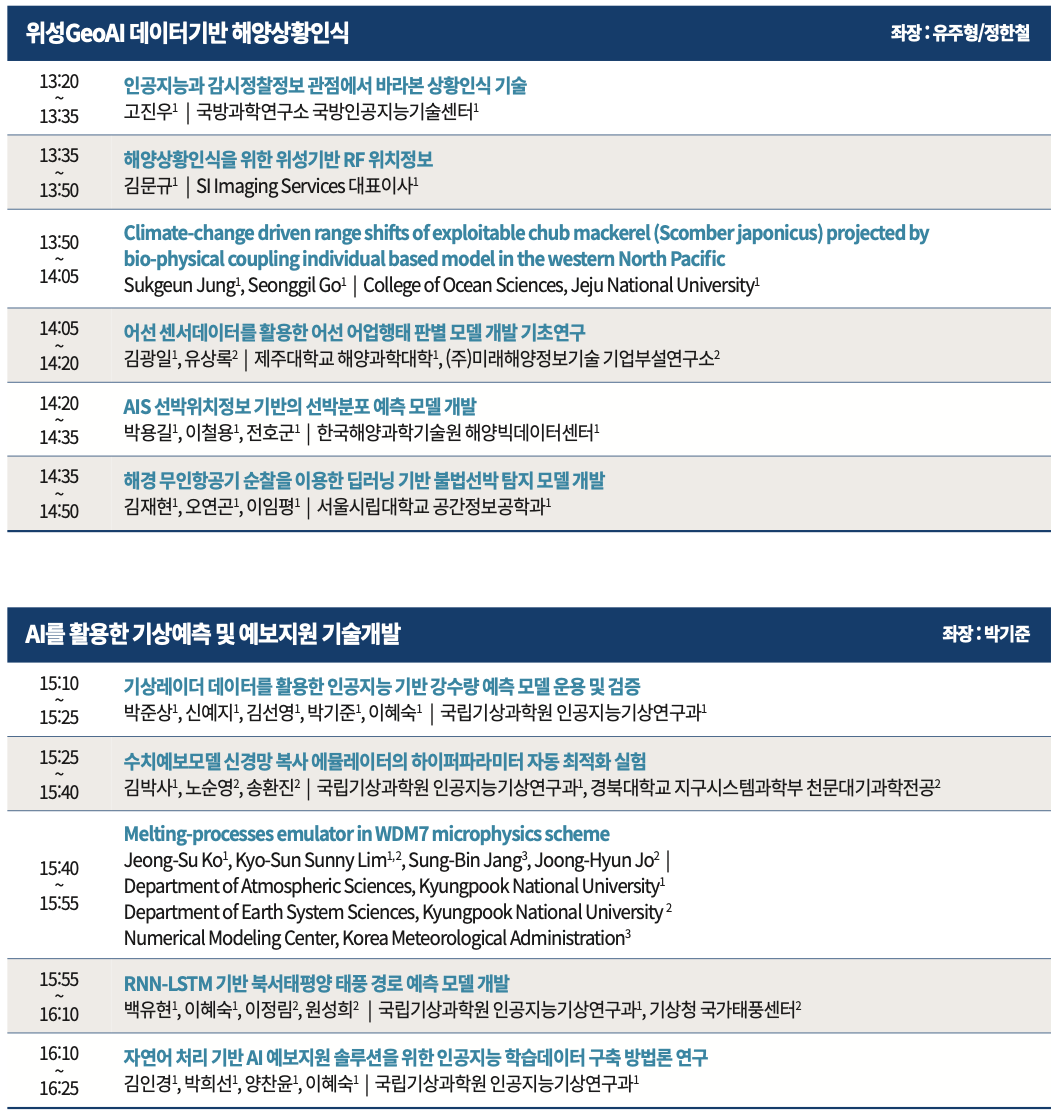 위성GeoAI 데이터기반 해양상황인식 좌장 : 유주형/정한철
13:20
~
13:35
인공지능과 감시정찰정보 관점에서 바라본 상황인식 기술
고진우¹ | 국방과학연구소 국방인공지능기술센터¹
13:35
~
13:50
해양상황인식을 위한 위성기반 RF 위치정보
김문규¹ | SI Imaging Services 대표이사¹
13:50
~
14:05
Climate-change driven range shifts of exploitable chub mackerel (Scomber japonicus) projected by
bio-physical coupling individual based model in the western North Pacific
Sukgeun Jung¹, Seonggil Go¹ | College of Ocean Sciences, Jeju National University¹
14:05
~
14:20
어선 센서데이터를 활용한 어선 어업행태 판별 모델 개발 기초연구
김광일¹, 유상록² | 제주대학교 해양과학대학¹, (주)미래해양정보기술 기업부설연구소²
14:20
~
14:35
AIS 선박위치정보 기반의 선박분포 예측 모델 개발
박용길¹, 이철용¹, 전호군¹ | 한국해양과학기술원 해양빅데이터센터¹
14:35
~
14:50
해경 무인항공기 순찰을 이용한 딥러닝 기반 불법선박 탐지 모델 개발
김재현¹, 오연곤¹, 이임평¹ | 서울시립대학교 공간정보공학과¹
AI를 활용한 기상예측 및 예보지원 기술개발 좌장 : 박기준
15:10
~
15:25
기상레이더 데이터를 활용한 인공지능 기반 강수량 예측 모델 운용 및 검증
박준상¹, 신예지¹, 김선영¹, 박기준¹, 이혜숙¹ | 국립기상과학원 인공지능기상연구과¹
15:25
~
15:40
수치예보모델 신경망 복사 에뮬레이터의 하이퍼파라미터 자동 최적화 실험
김박사¹, 노순영², 송환진² | 국립기상과학원 인공지능기상연구과¹, 경북대학교 지구시스템과학부 천문대기과학전공²
15:40
~
15:55
Melting-processes emulator in WDM7 microphysics scheme
Jeong-Su Ko¹, Kyo-Sun Sunny Lim¹,², Sung-Bin Jang³, Joong-Hyun Jo² |
Department of Atmospheric Sciences, Kyungpook National University¹
Department of Earth System Sciences, Kyungpook National University ²
Numerical Modeling Center, Korea Meteorological Administration³
15:55
~
16:10
RNN-LSTM 기반 북서태평양 태풍 경로 예측 모델 개발
백유현¹, 이혜숙¹, 이정림², 원성희² | 국립기상과학원 인공지능기상연구과¹, 기상청 국가태풍센터²
16:10
~
16:25
자연어 처리 기반 AI 예보지원 솔루션을 위한 인공지능 학습데이터 구축 방법론 연구
김인경¹, 박희선¹, 양찬윤¹, 이혜숙¹ | 국립기상과학원 인공지능기상연구과¹